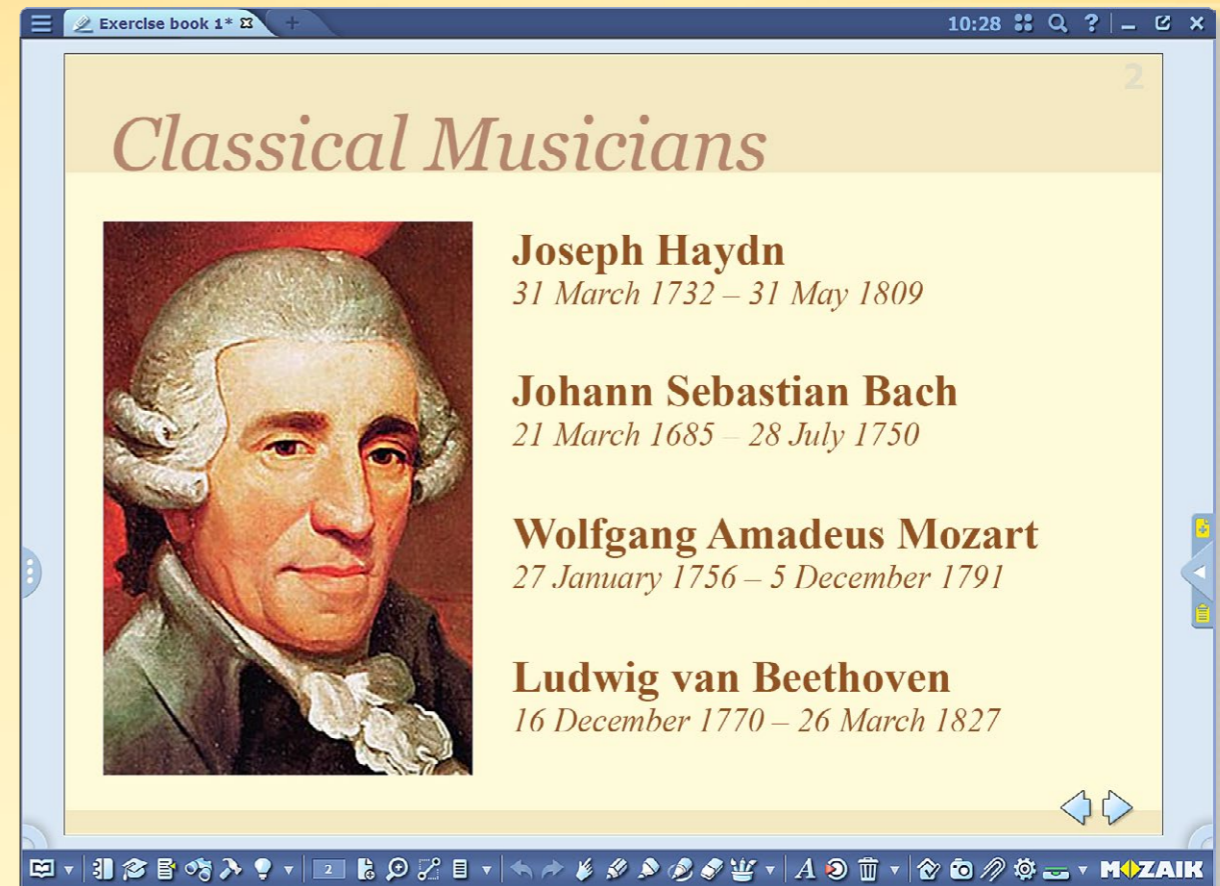 Exercise book 1*
10:28
2
Classical Musicians
Joseph Haydn
31 March 1732 – 31 May 1809
Johann Sebastian Bach
21 March 1685 – 28 July 1750
Wolfgang Amadeus Mozart
27 January 1756 – 5 December 1791
Ludwig van Beethoven
16 December 1770 – 26 March 1827
2
A
MOZAIK